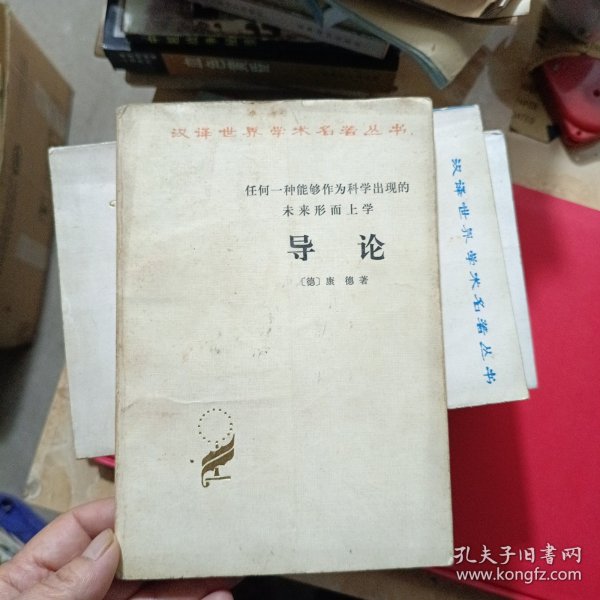 汉译世界学术名著丛书
任何一种能够作为科学出现的
未来形而上学
导论
〔德〕康 德著
汉译世界学术名著丛书
孔夫子旧书网
www.kongfz.com